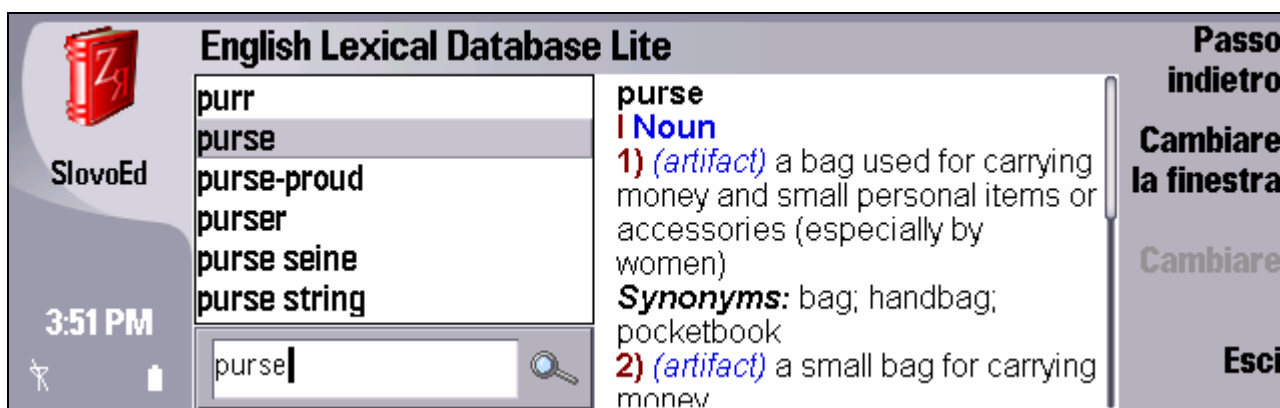 English Lexical Database Lite
SlovoEd
3:51 PM
purr
purse
purse-proud
purser
purse seine
purse string
purse
purse
I Noun
1) (artifact) a bag used for carrying
money and small personal items or
accessories (especially by
women)
Synonyms: bag; handbag;
pocketbook
2) (artifact) a small bag for carrying
money
Passo
indietro
Cambiare
la finestra
Cambiare
Esci